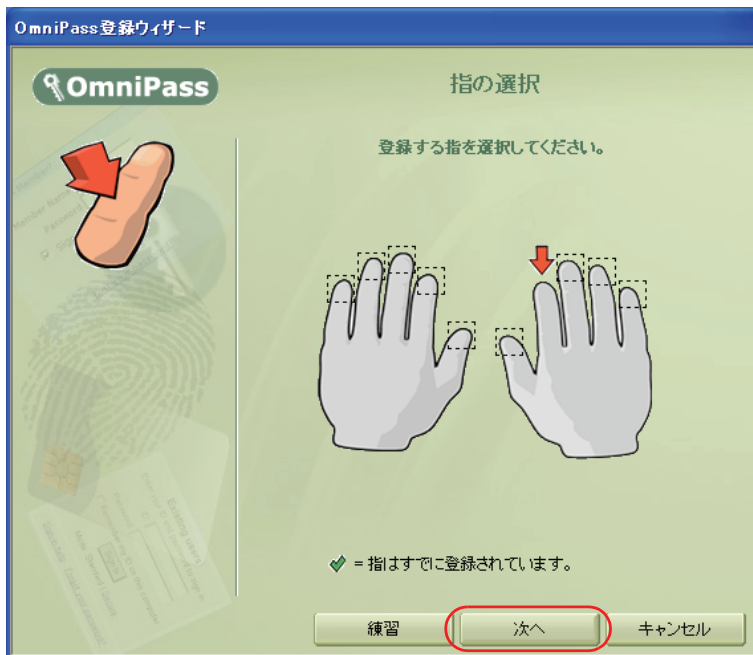 OmniPass登録ウィザード
OmniPass
指の選択
登録する指を選択してください。
= 指はすでに登録されています。
練習
次へ
キャンセル